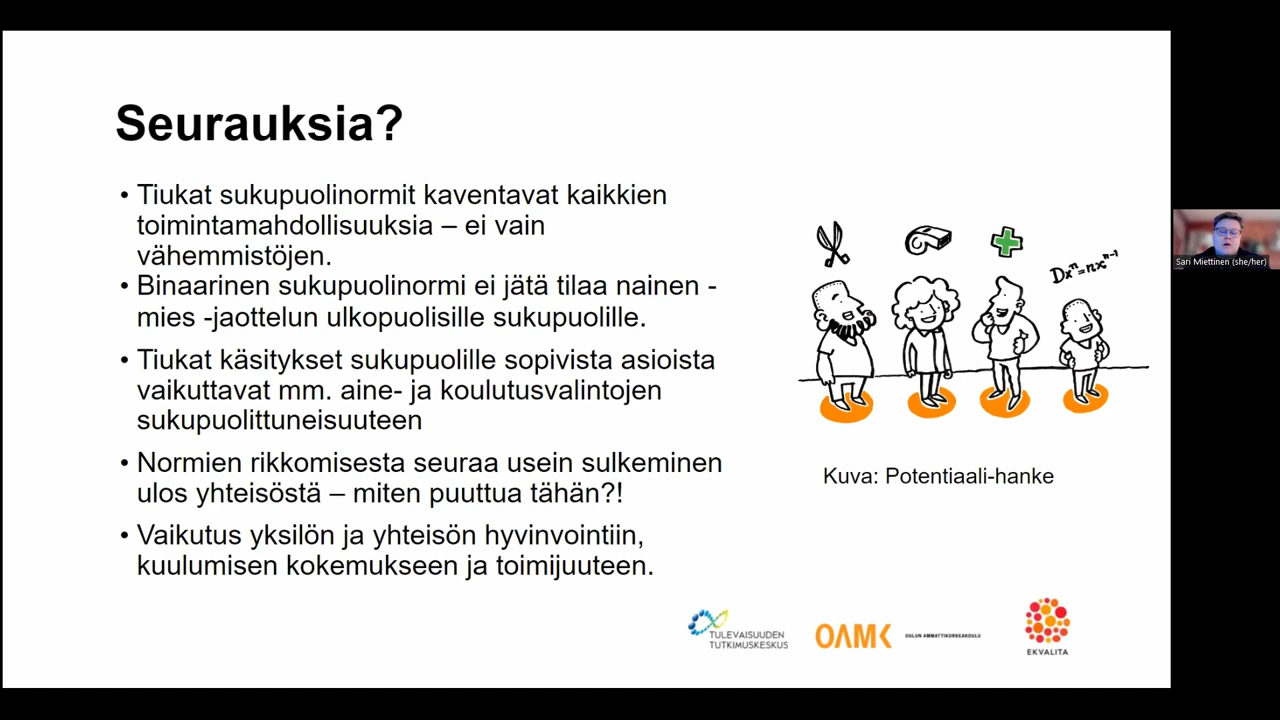 Seurauksia?
• Tiukat sukupuolinormit kaventavat kaikkien
toimintamahdollisuuksia – ei vain
vähemmistöjen.
• Binaarinen sukupuolinormi ei jätä tilaa nainen -
mies -jaottelun ulkopuolisille sukupuolille.
• Tiukat käsitykset sukupuolille sopivista asioista
vaikuttavat mm. aine- ja koulutusvalintojen
sukupuolittuneisuuteen
• Normien rikkomisesta seuraa usein sulkeminen
ulos yhteisöstä – miten puuttua tähän?!
• Vaikutus yksilön ja yhteisön hyvinvointiin,
kuulumisen kokemukseen ja toimijuuteen.
Dxⁿ=nxⁿ⁻¹
Kuva: Potentiaali-hanke
TULEVAISUUDEN
TUTKIMUSKESKUS
OAMK
OULUN AMMATTIKORKEAKOULU
EKVALITA
Sari Miettinen (she/her)